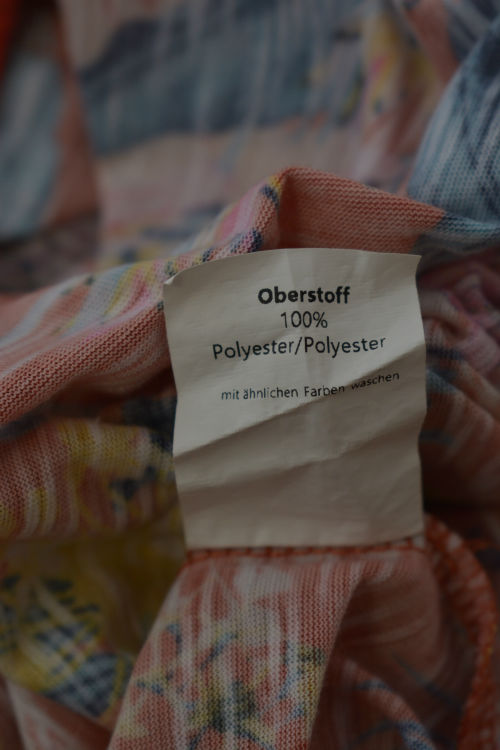 Oberstoff
100%
Polyester/Polyester
mit ähnlichen Farben waschen